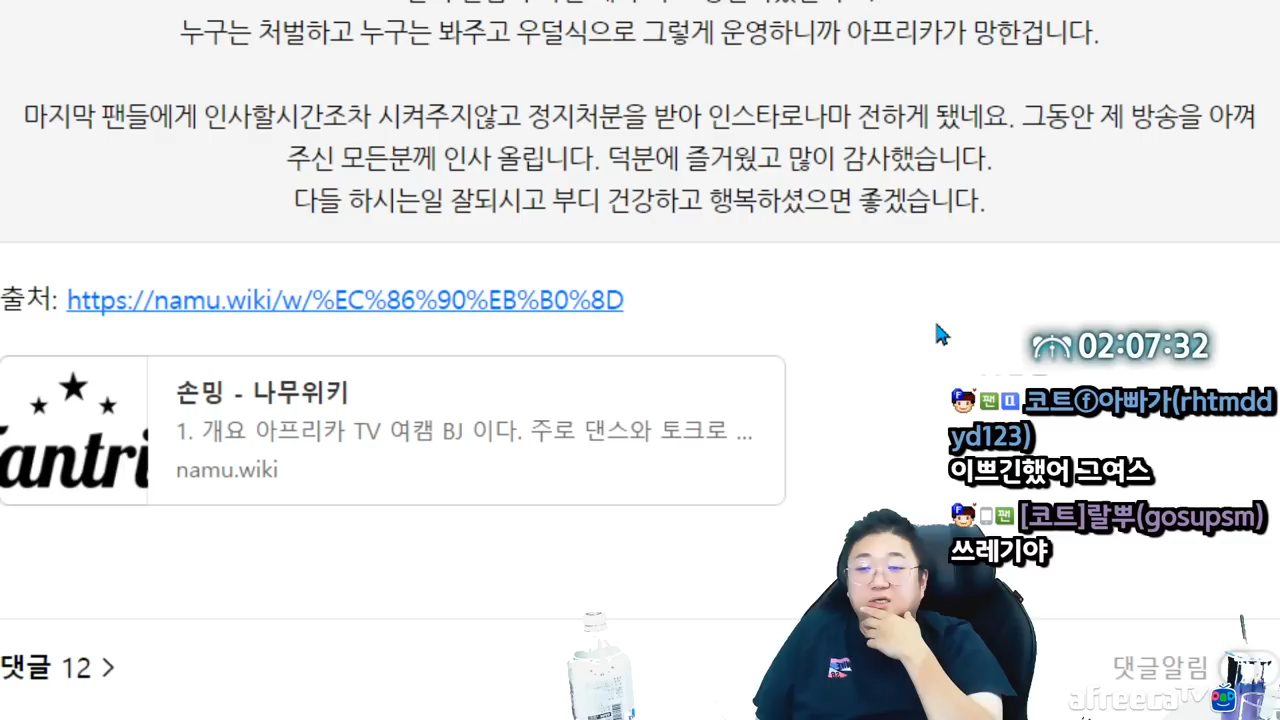 누구는 처벌하고 누구는 봐주고 우덜식으로 그렇게 운영하니까 아프리카가 망한겁니다.
마지막 팬들에게 인사할시간조차 시켜주지않고 정지처분을 받아 인스타로나마 전하게 됐네요. 그동안 제 방송을 아껴
주신 모든분께 인사 올립니다. 덕분에 즐거웠고 많이 감사했습니다.
다들 하시는일 잘되시고 부디 건강하고 행복하셨으면 좋겠습니다.
출처: https://namu.wiki/w/%EC%86%90%EB%B0%8D
02:07:32
손밍 - 나무위키
1. 개요 아프리카 TV 여캠 BJ 이다. 주로 댄스와 토크로 ...
namu.wiki
antri
팬 코트ⓕ아빠가(rhtmdd
yd123)
이쁘긴했어 그여스
팬 [코트]랄뿌(gosupsm)
쓰레기야
댓글 12 >
댓글알림
afreecaTV